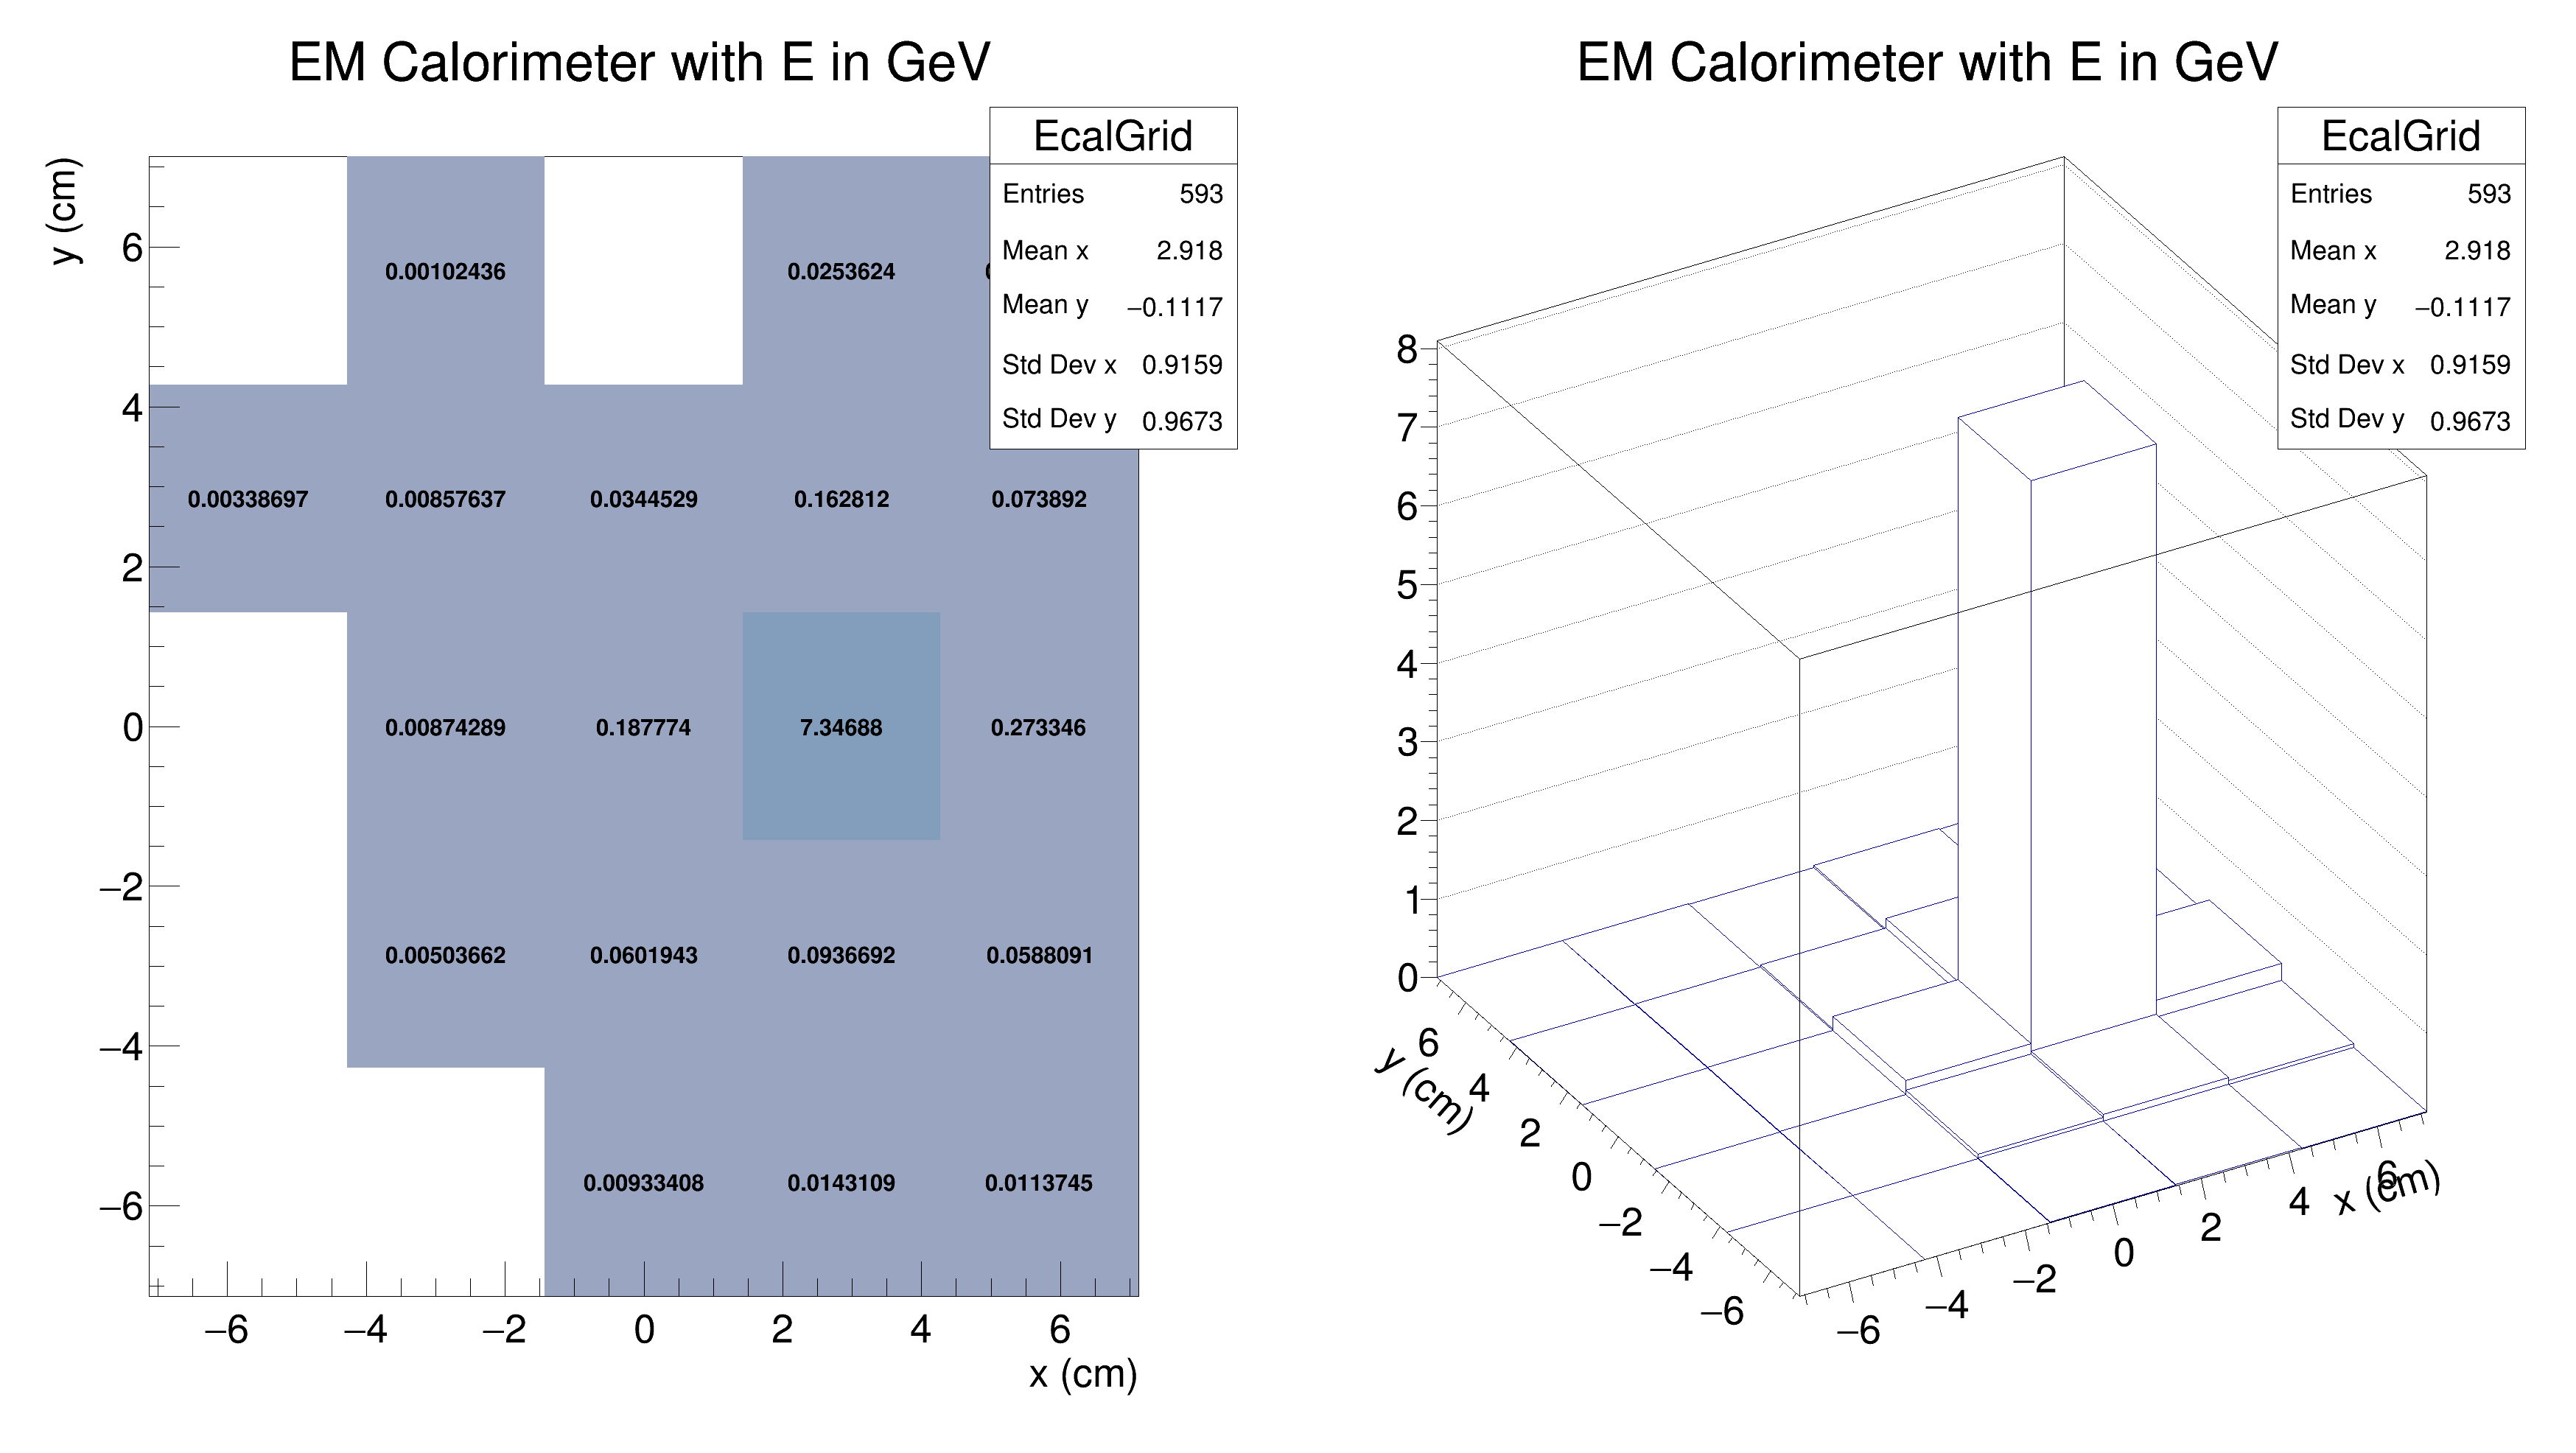 EM Calorimeter with E in GeV
EcalGrid
Entries 593
Mean x 2.918
Mean y −0.1117
Std Dev x 0.9159
Std Dev y 0.9673
y (cm)
6
4
2
0
−2
−4
−6
0.00102436 0.0253624
0.00338697 0.00857637 0.0344529 0.162812 0.073892
0.00874289 0.187774 7.34688 0.273346
0.00503662 0.0601943 0.0936692 0.0588091
0.00933408 0.0143109 0.0113745
−6 −4 −2 0 2 4 6
x (cm)
EM Calorimeter with E in GeV
EcalGrid
Entries 593
Mean x 2.918
Mean y −0.1117
Std Dev x 0.9159
Std Dev y 0.9673
8
7
6
5
4
3
2
1
0
y (cm)
6
4
2
0
−2
−4
−6
−6 −4 −2 0 2 4 6
x (cm)